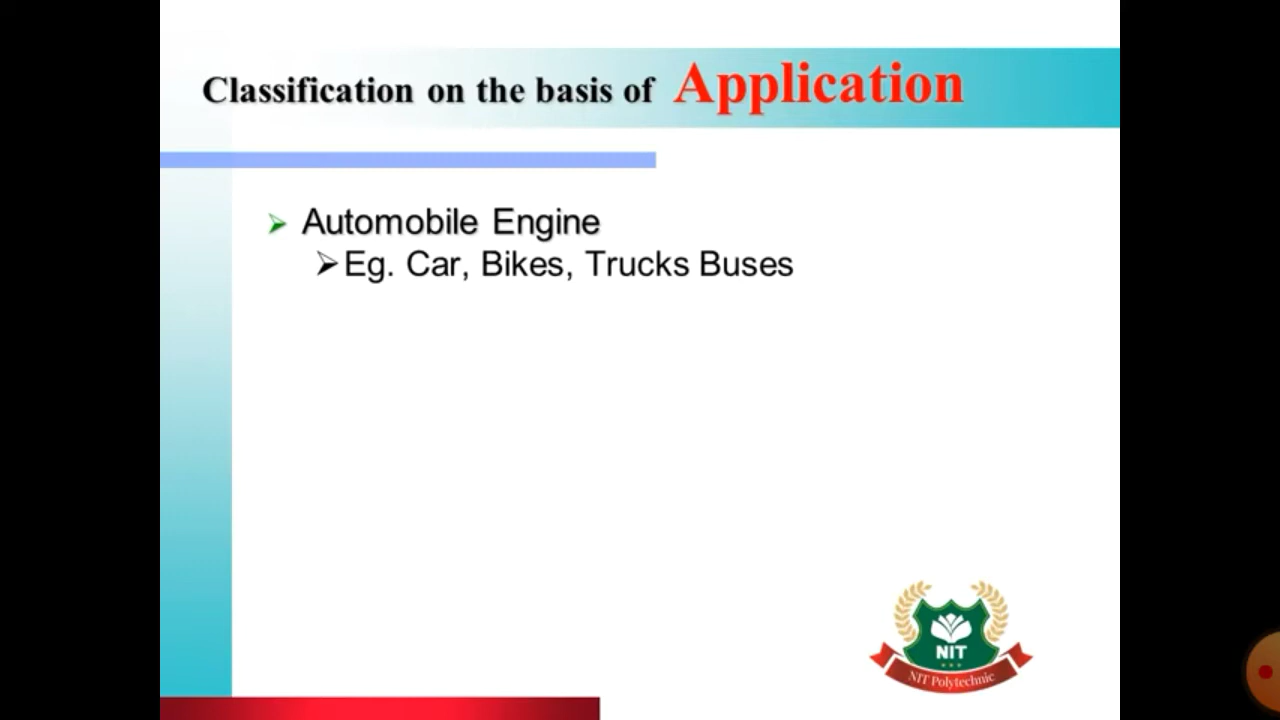 Classification on the basis of Application
Automobile Engine
Eg. Car, Bikes, Trucks Buses
NIT
NIT Polytechnic